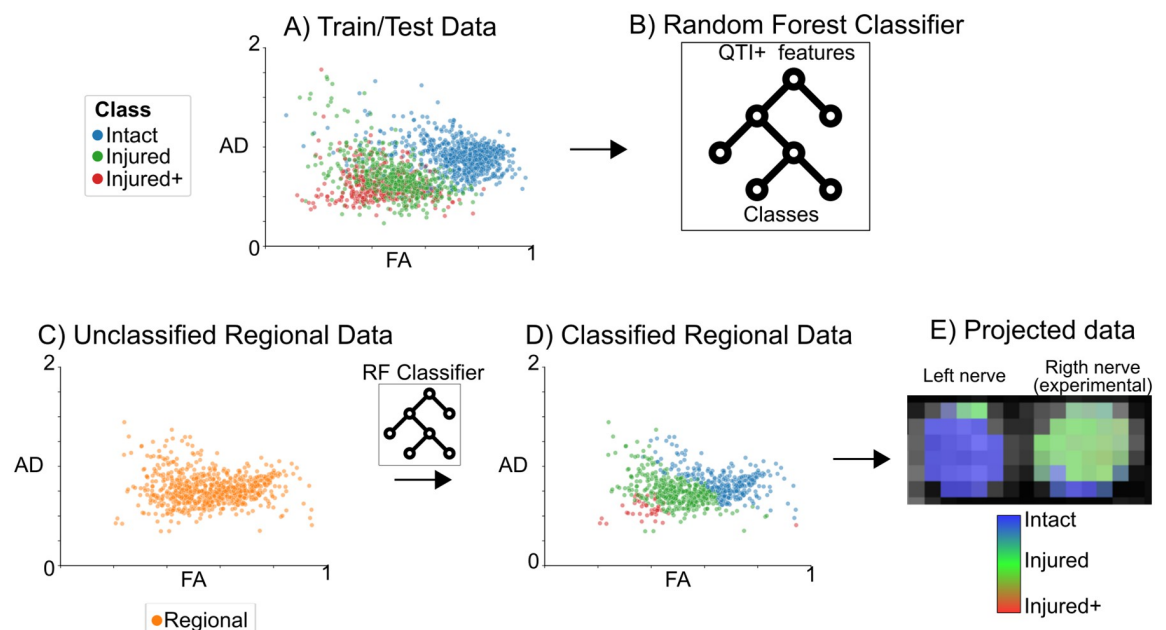 A) Train/Test Data
B) Random Forest Classifier
2
Class
Intact
Injured
Injured+
AD
0
FA
1
QTI+ features
Classes
C) Unclassified Regional Data
2
AD
0
FA
1
Regional
RF Classifier
D) Classified Regional Data
2
AD
0
FA
1
E) Projected data
Left nerve
Rigth nerve
(experimental)
Intact
Injured
Injured+